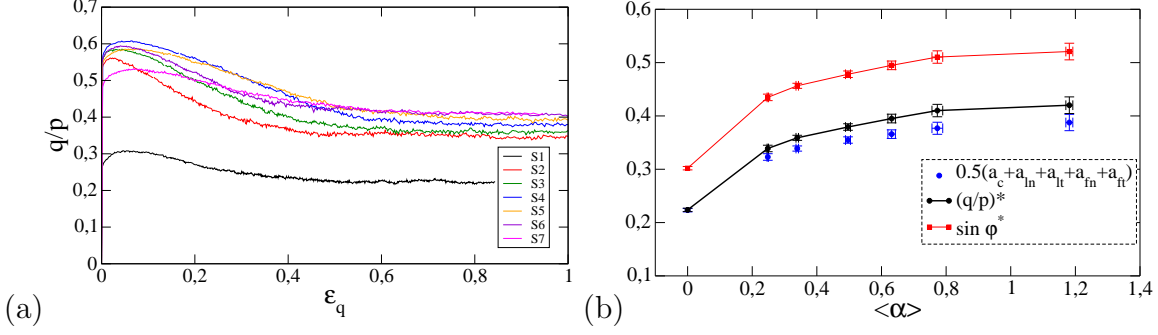 0,7
0,6
0,5
0,4
0,3
0,2
0,1
0
q/p
S1
S2
S3
S4
S5
S6
S7
0 0,2 0,4 0,6 0,8 1
ε_q
(a)
0,6
0,5
0,4
0,3
0,2
0,1
0.5(a_c+a_ln+a_lt+a_fn+a_ft)
(q/p)*
sin φ*
0 0,2 0,4 0,6 0,8 1 1,2 1,4
<α>
(b)